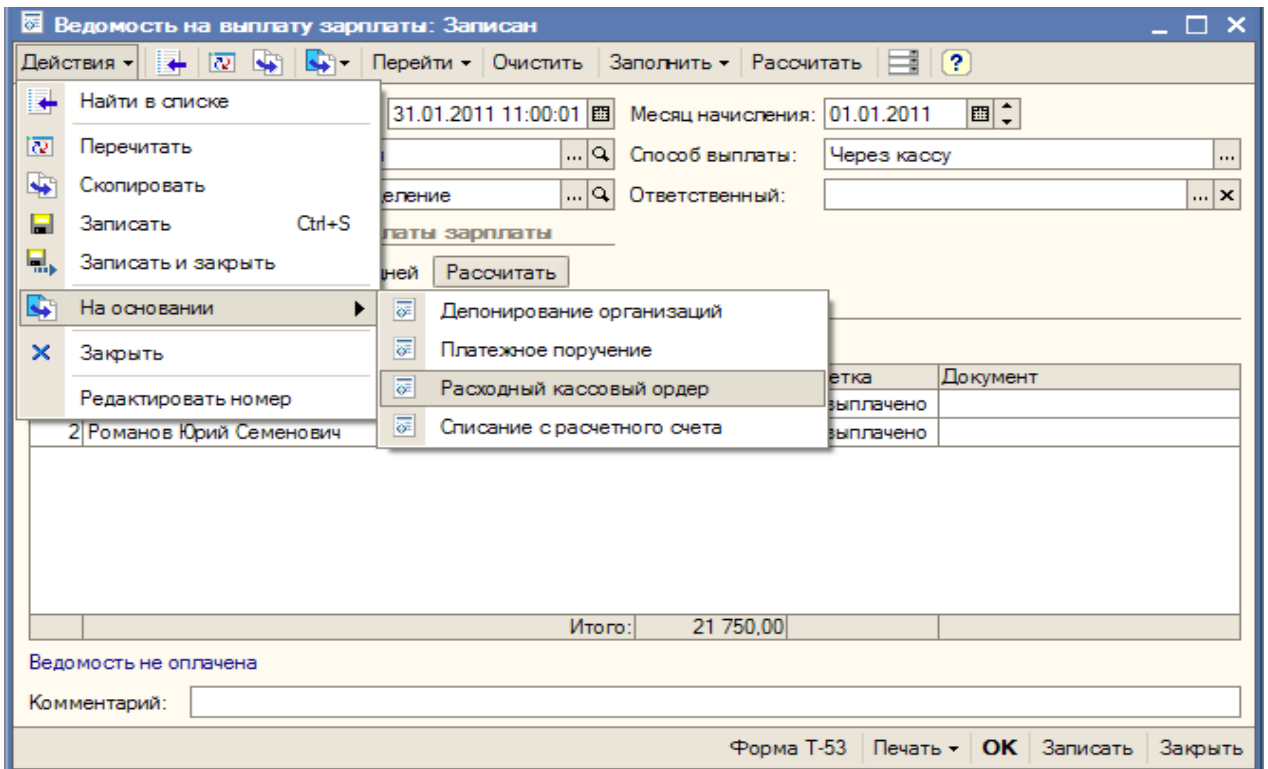 Ведомость на выплату зарплаты: Записан
Действия Перейти Очистить Заполнить Рассчитать ?
Найти в списке
31.01.2011 11:00:01 Месяц начисления: 01.01.2011
Перечитать
... Способ выплаты: Через кассу ...
Скопировать
еление ... Ответственный: ... x
Записать Ctrl+S
латы зарплаты
Записать и закрыть
дней Рассчитать
На основании
Депонирование организаций
Закрыть
Платежное поручение
Редактировать номер
Расходный кассовый ордер
етка Документ
выплачено
Списание с расчетного счета
2 Романов Юрий Семенович
выплачено
Итого: 21 750,00
Ведомость не оплачена
Комментарий:
Форма Т-53 Печать OK Записать Закрыть